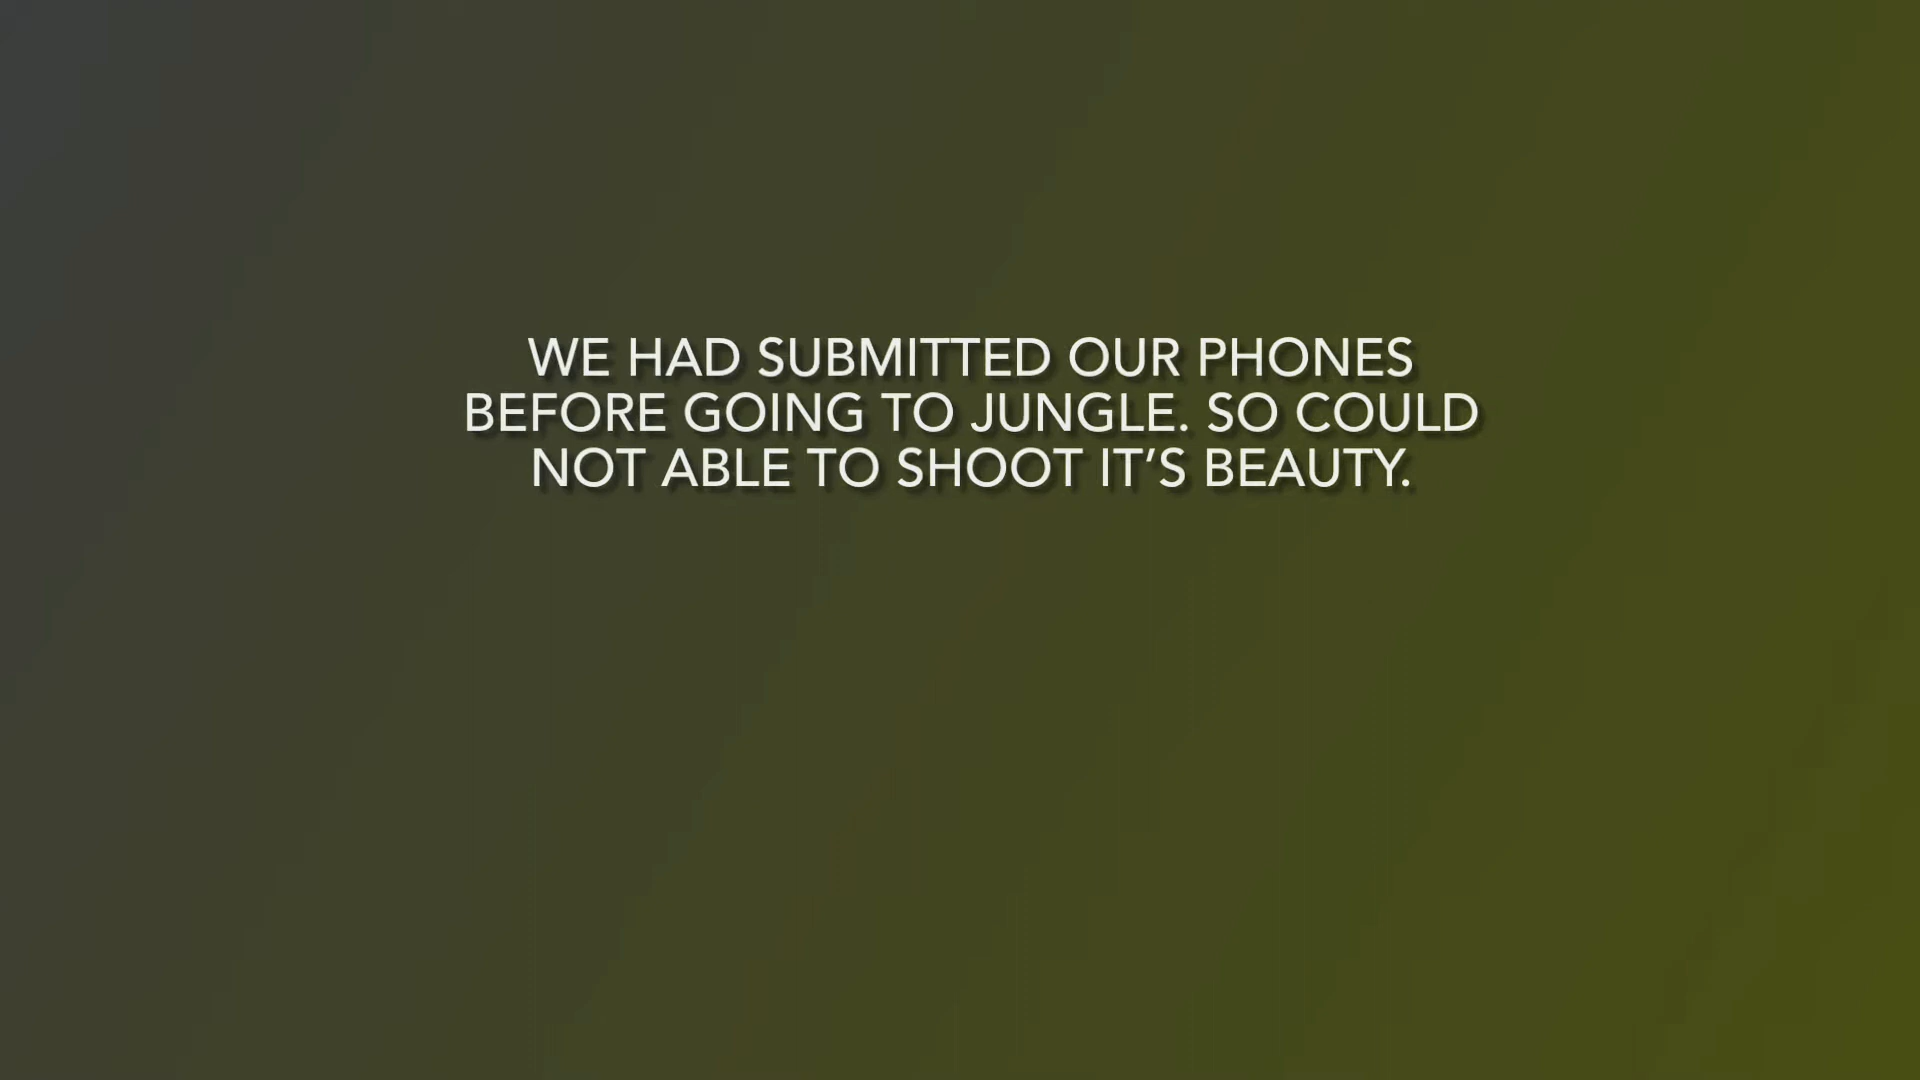 WE HAD SUBMITTED OUR PHONES
BEFORE GOING TO JUNGLE. SO COULD
NOT ABLE TO SHOOT IT’S BEAUTY.